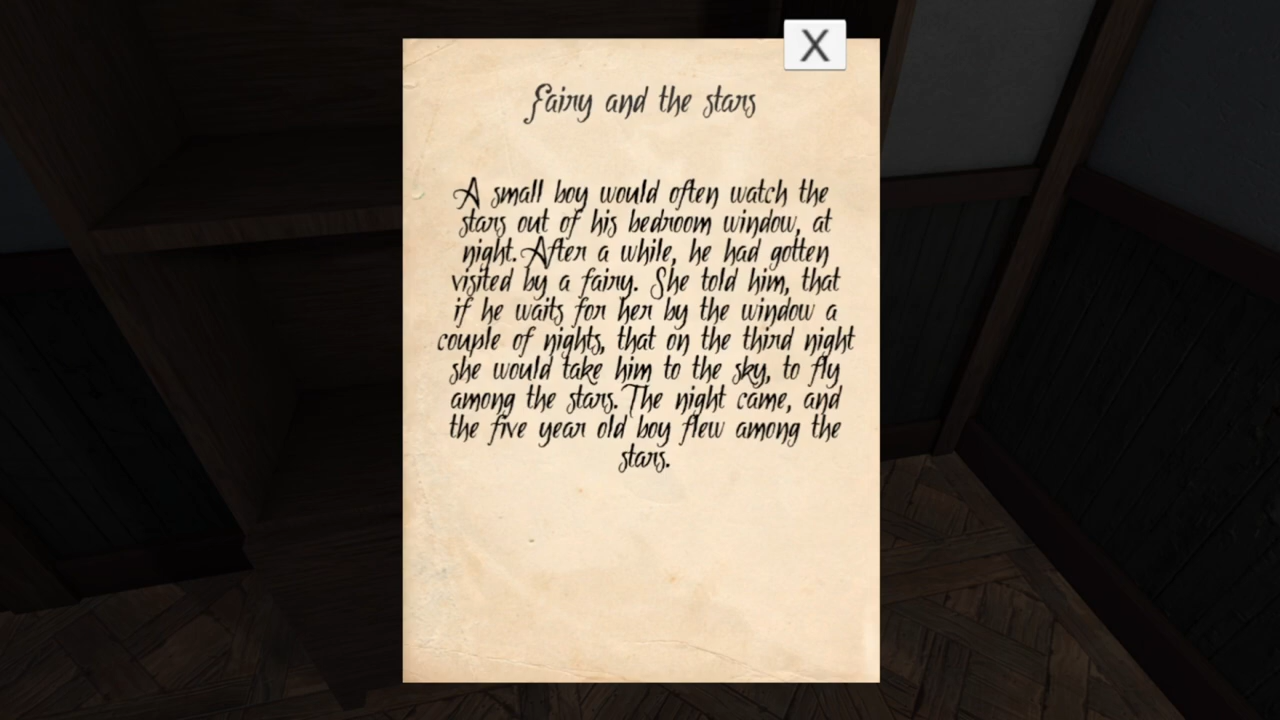 X
Fairy and the stars
A small boy would often watch the
stars out of his bedroom window, at
night. After a while, he had gotten
visited by a fairy. She told him, that
if he waits for her by the window a
couple of nights, that on the third night
she would take him to the sky, to fly
among the stars. The night came, and
the five year old boy flew among the
stars.